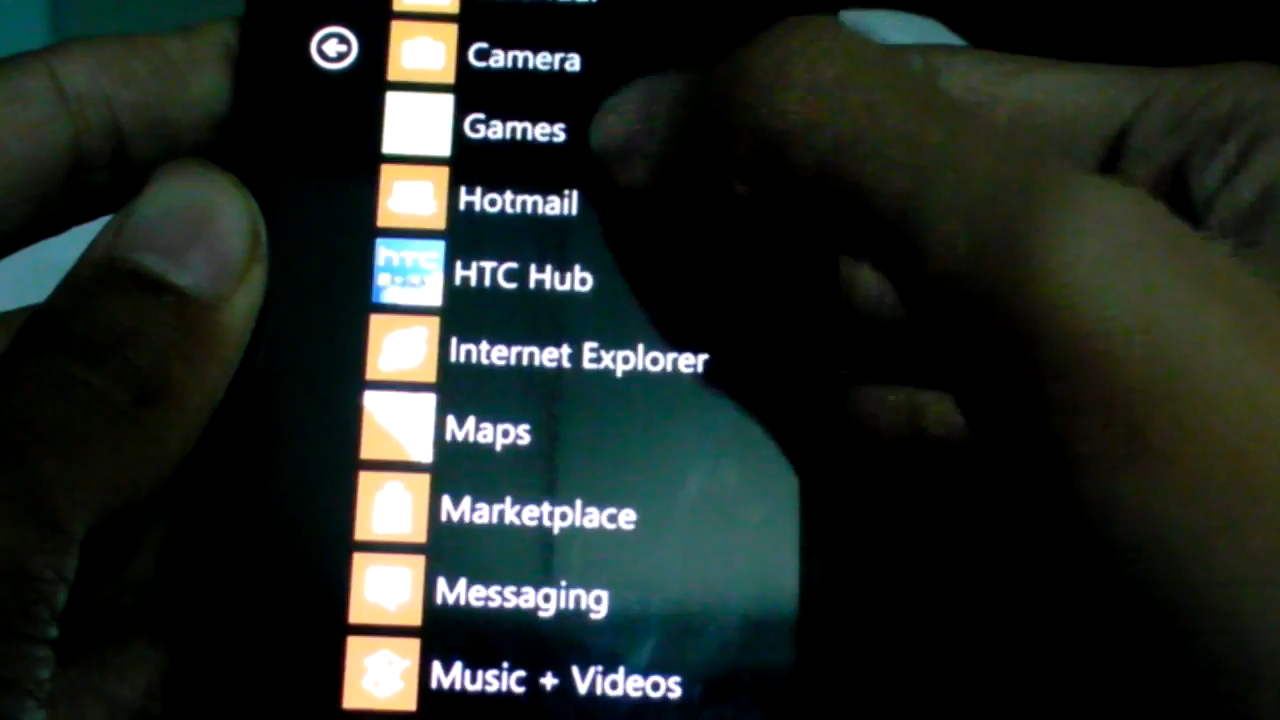 Camera
Games
Hotmail
hTC
HTC Hub
Internet Explorer
Maps
Marketplace
Messaging
Music + Videos